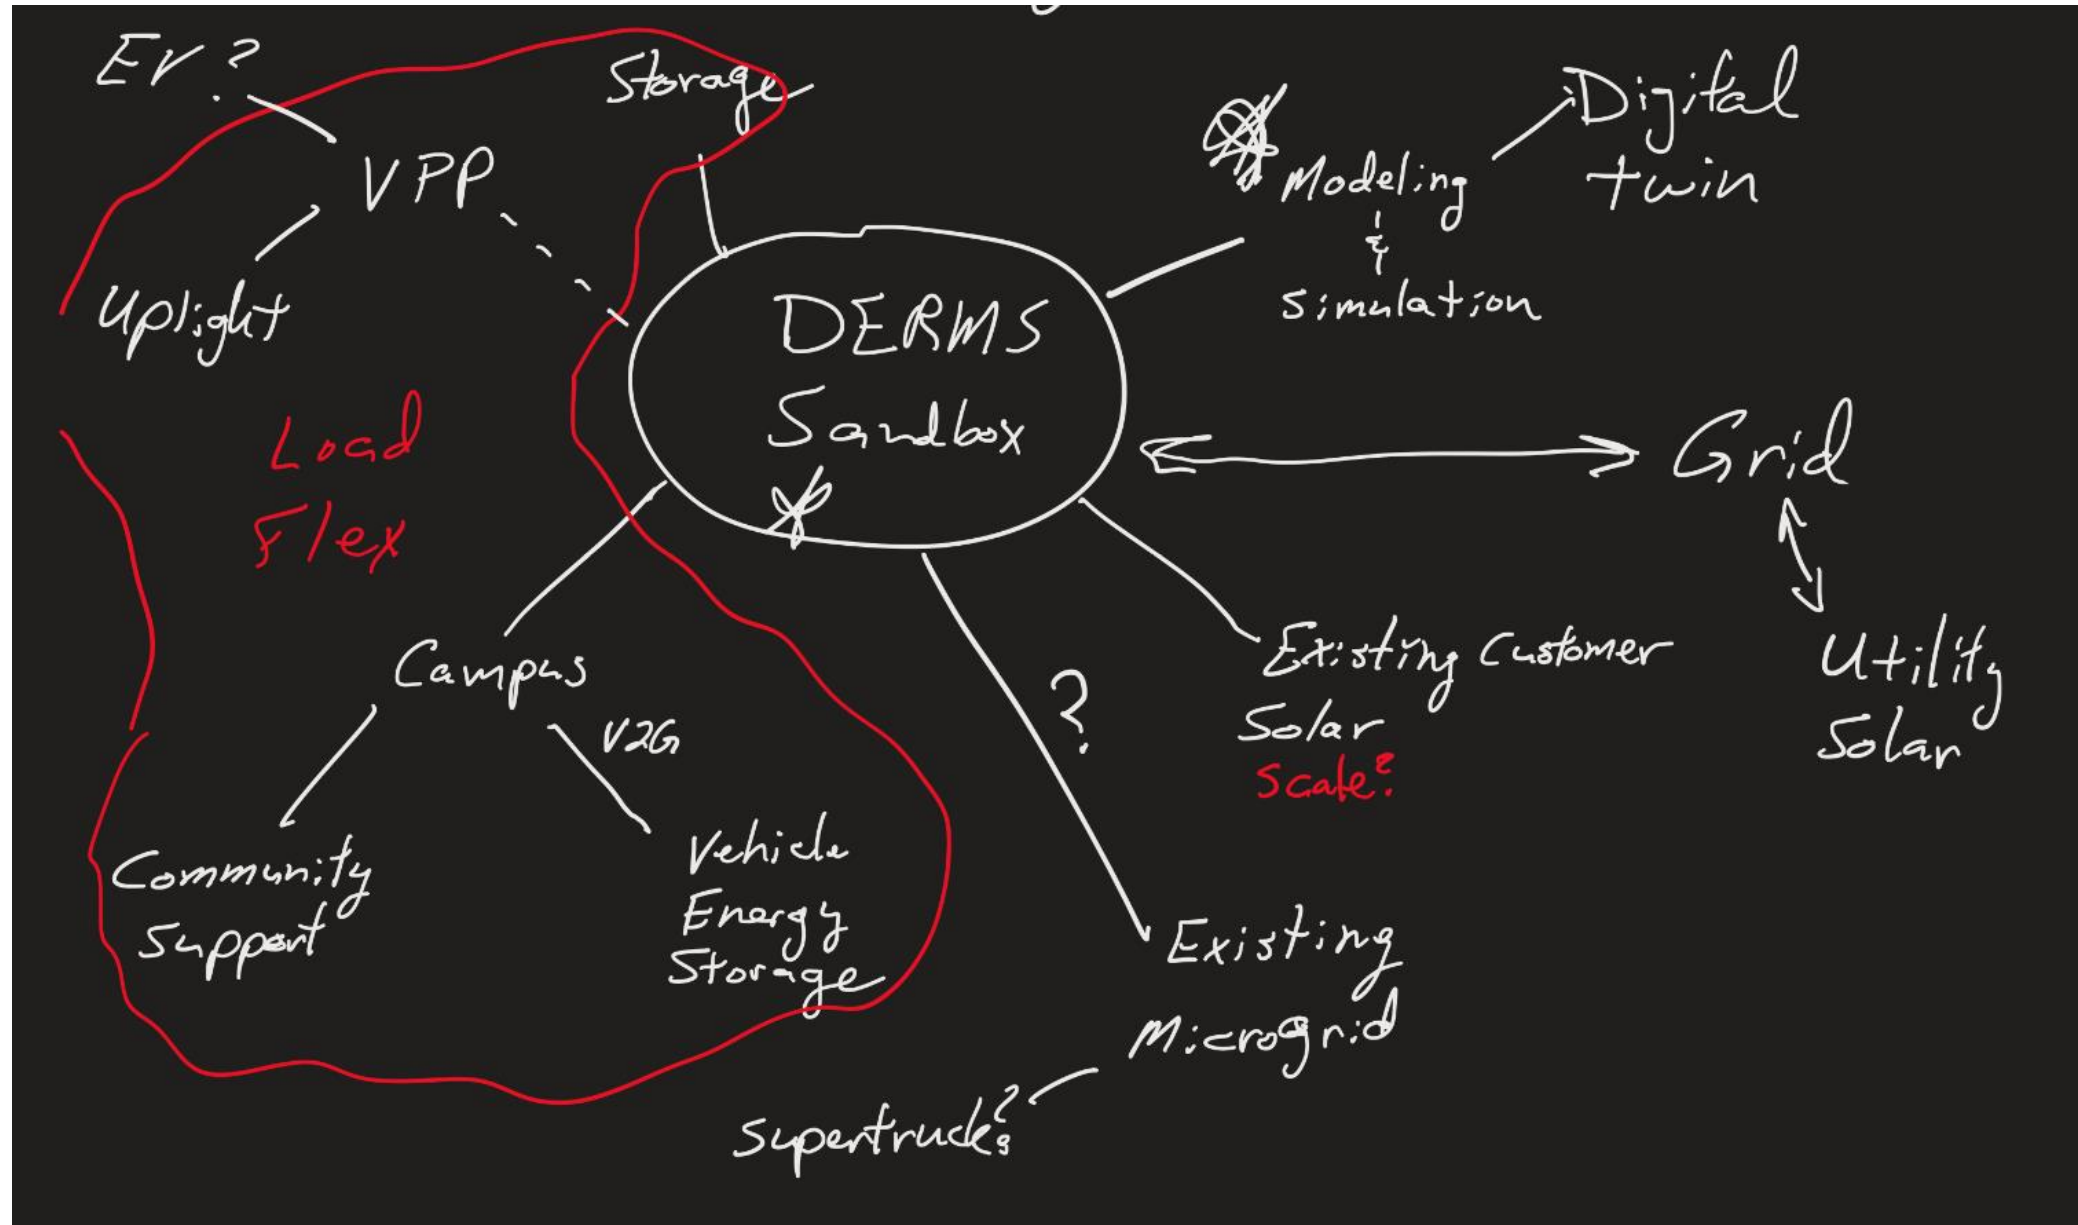 EV?
Storage
VPP
Uplight
Modeling
&
simulation
Digital
twin
DERMS
Sandbox
Load
Flex
Grid
Utility
Solar
Existing Customer
Solar
Scale?
?
Campus
V2G
Community
Support
Vehicle
Energy
Storage
Existing
Microgrid
Supertruck?